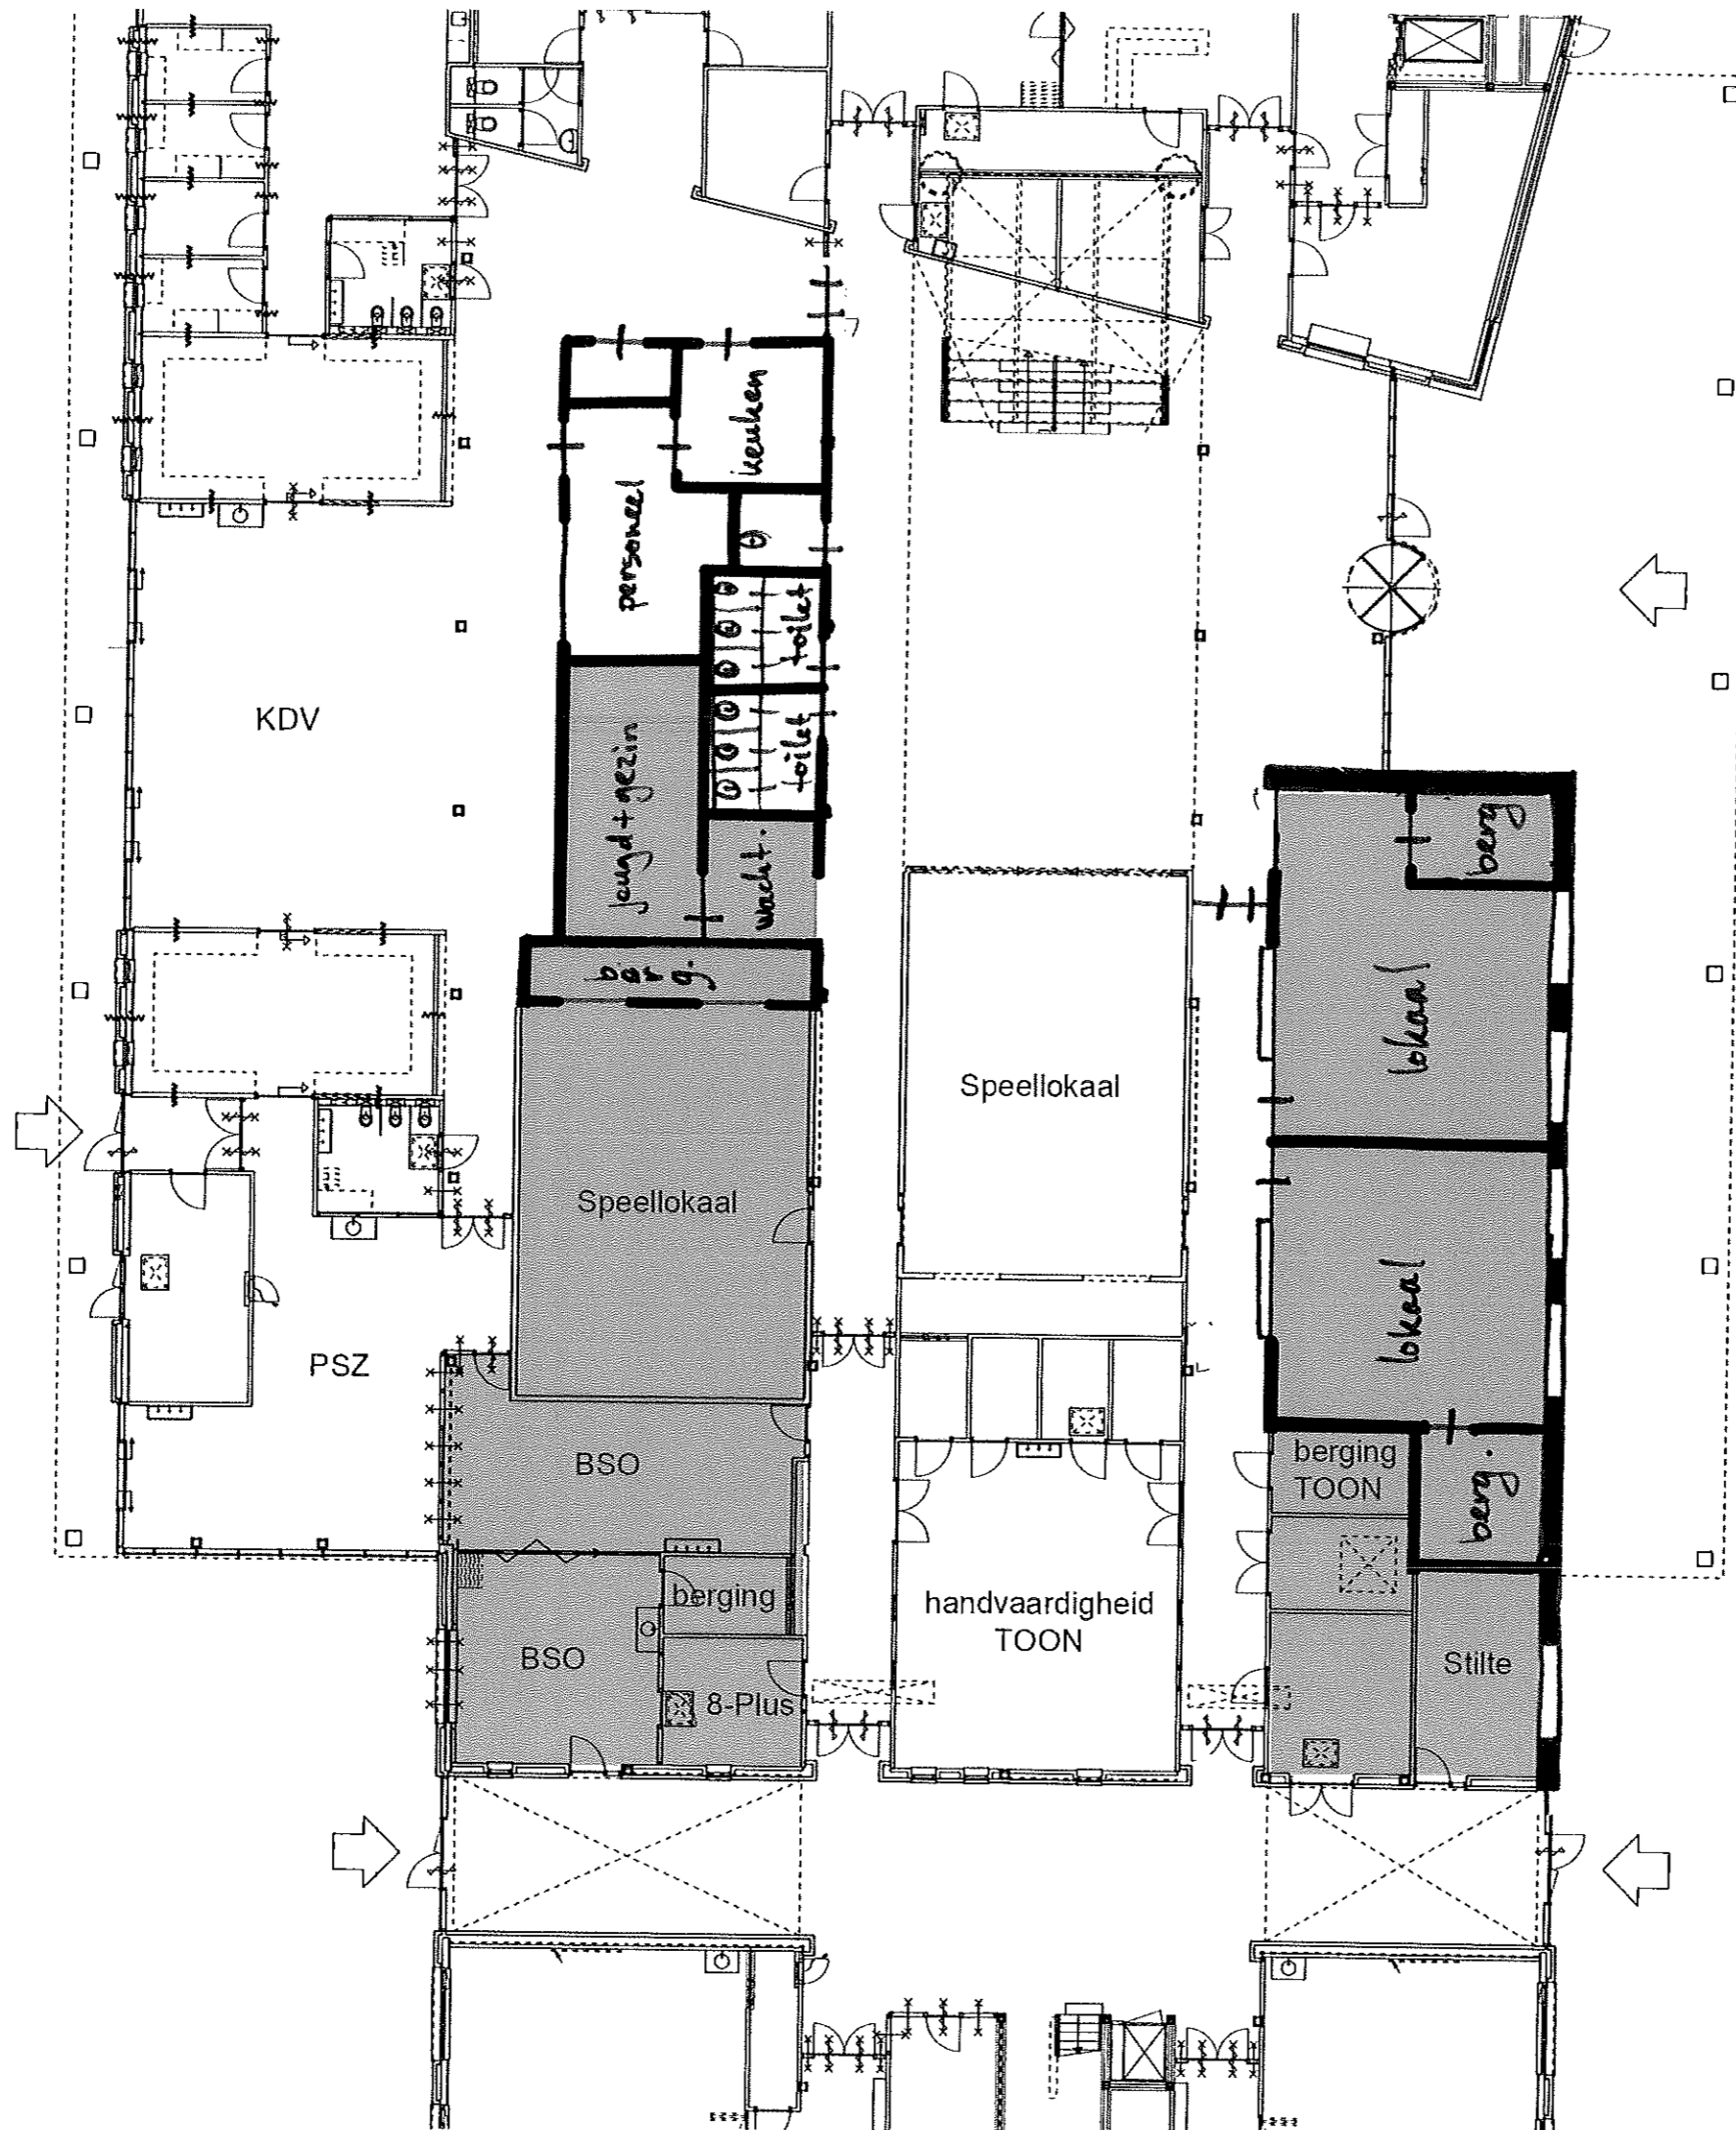 keuken
personeel
toilet
KDV
toilet
jeugd + gezin
wacht.
berg
berg.
lokaal
Speellokaal
Speellokaal
lokaal
PSZ
BSO
berging
TOON
berg.
berging
handvaardigheid
TOON
BSO
Stilte
8-Plus